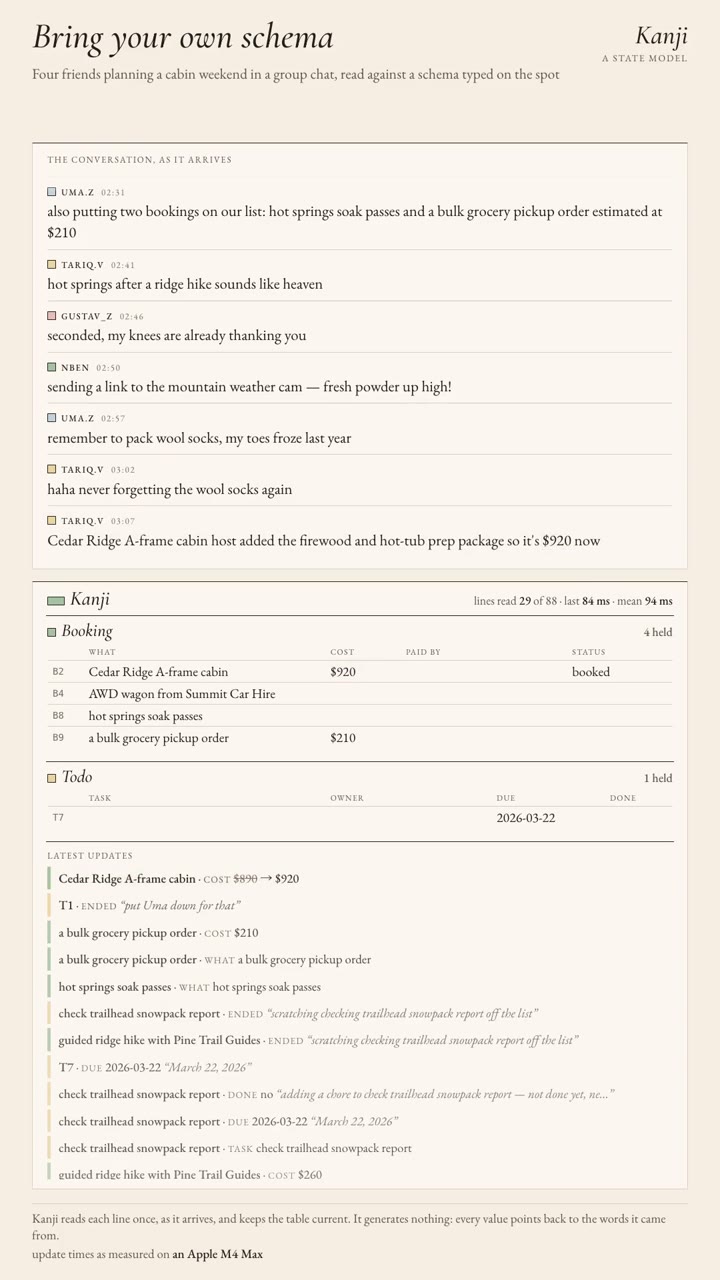 Bring your own schema
Kanji
A STATE MODEL
Four friends planning a cabin weekend in a group chat, read against a schema typed on the spot
THE CONVERSATION, AS IT ARRIVES
UMA.Z 02:31
also putting two bookings on our list: hot springs soak passes and a bulk grocery pickup order estimated at
$210
TARIQ.V 02:41
hot springs after a ridge hike sounds like heaven
GUSTAV_Z 02:46
seconded, my knees are already thanking you
NBEN 02:50
sending a link to the mountain weather cam — fresh powder up high!
UMA.Z 02:57
remember to pack wool socks, my toes froze last year
TARIQ.V 03:02
haha never forgetting the wool socks again
TARIQ.V 03:07
Cedar Ridge A-frame cabin host added the firewood and hot-tub prep package so it's $920 now
Kanji
lines read 29 of 88 · last 84 ms · mean 94 ms
Booking
4 held
WHAT COST PAID BY STATUS
B2 Cedar Ridge A-frame cabin $920 booked
B4 AWD wagon from Summit Car Hire
B8 hot springs soak passes
B9 a bulk grocery pickup order $210
Todo
1 held
TASK OWNER DUE DONE
T7 2026-03-22
LATEST UPDATES
Cedar Ridge A-frame cabin · COST $890 → $920
T1 · ENDED “put Uma down for that”
a bulk grocery pickup order · COST $210
a bulk grocery pickup order · WHAT a bulk grocery pickup order
hot springs soak passes · WHAT hot springs soak passes
check trailhead snowpack report · ENDED “scratching checking trailhead snowpack report off the list”
guided ridge hike with Pine Trail Guides · ENDED “scratching checking trailhead snowpack report off the list”
T7 · DUE 2026-03-22 “March 22, 2026”
check trailhead snowpack report · DONE no “adding a chore to check trailhead snowpack report — not done yet, ne...”
check trailhead snowpack report · DUE 2026-03-22 “March 22, 2026”
check trailhead snowpack report · TASK check trailhead snowpack report
guided ridge hike with Pine Trail Guides · COST $260
Kanji reads each line once, as it arrives, and keeps the table current. It generates nothing: every value points back to the words it came
from.
update times as measured on an Apple M4 Max